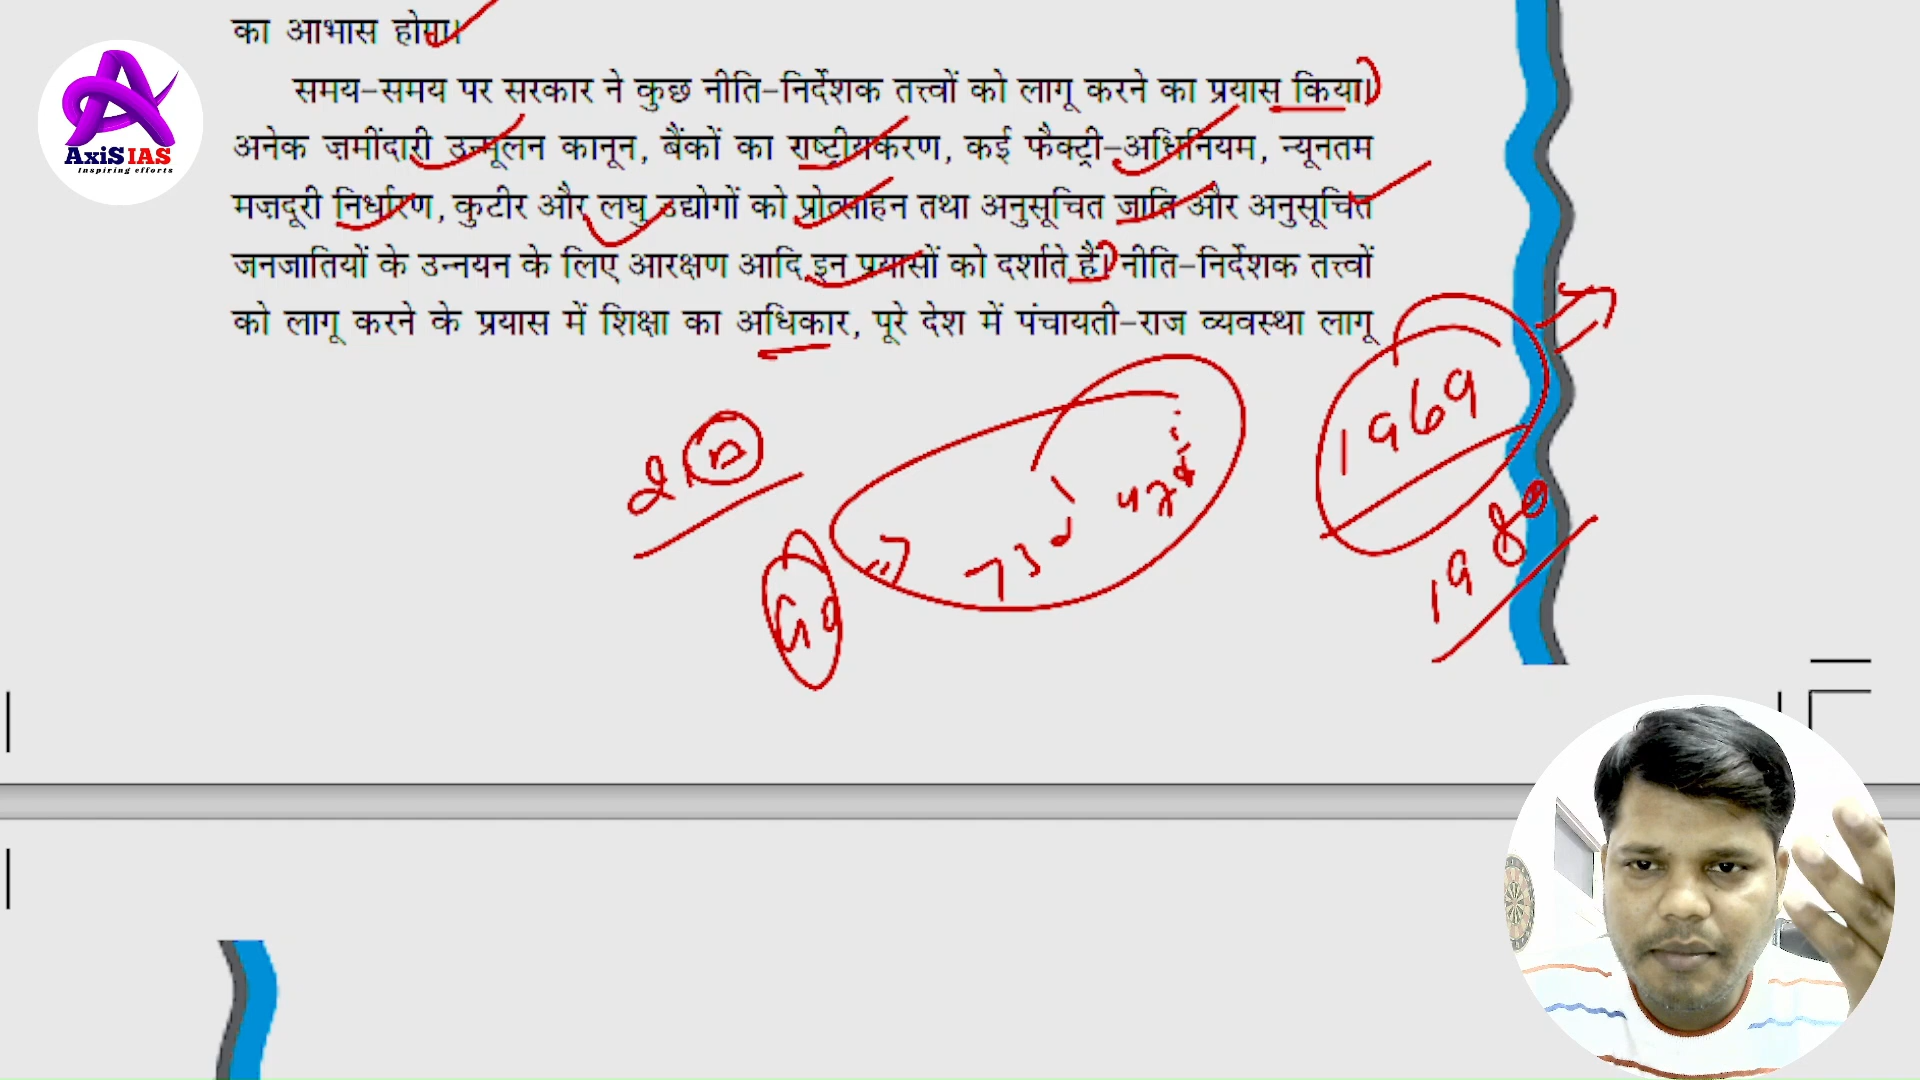 का आभास होगा।
AxiS IAS
Inspiring efforts
समय-समय पर सरकार ने कुछ नीति-निर्देशक तत्त्वों को लागू करने का प्रयास किया।
अनेक ज़मींदारी उन्मूलन कानून, बैंकों का राष्ट्रीयकरण, कई फैक्ट्री-अधिनियम, न्यूनतम
मज़दूरी निर्धारण, कुटीर और लघु उद्योगों को प्रोत्साहन तथा अनुसूचित जाति और अनुसूचित
जनजातियों के उन्नयन के लिए आरक्षण आदि इन प्रयासों को दर्शाते हैं। नीति-निर्देशक तत्त्वों
को लागू करने के प्रयास में शिक्षा का अधिकार, पूरे देश में पंचायती-राज व्यवस्था लागू
1969
73
1980